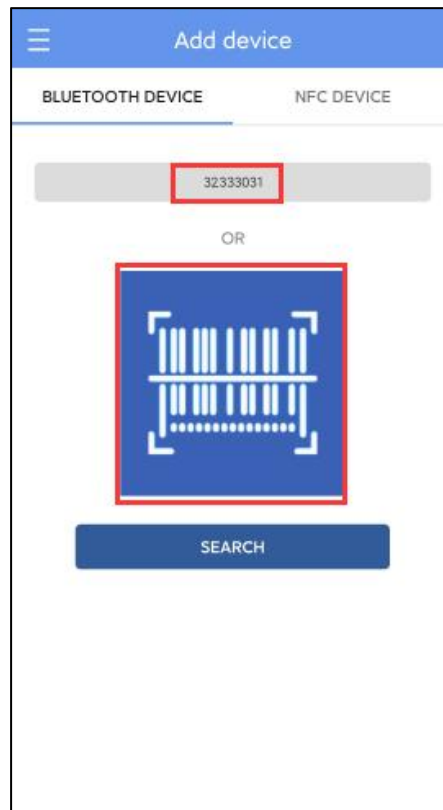 Add device
BLUETOOTH DEVICE NFC DEVICE
32333031
OR
SEARCH